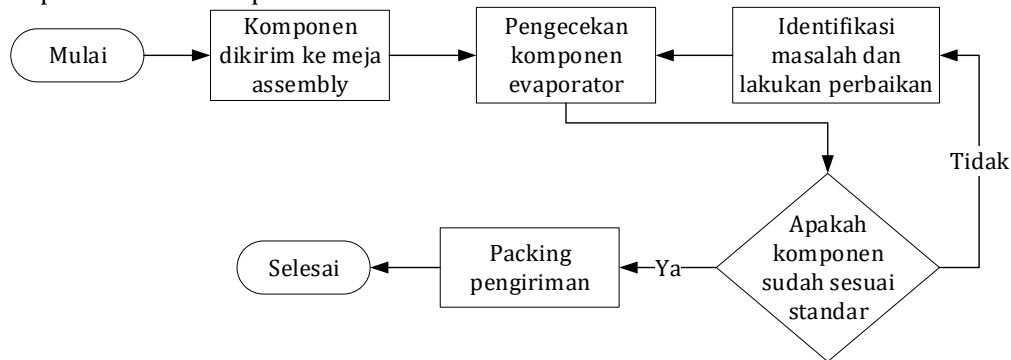 Mulai
Komponen
dikirim ke meja
assembly
Pengecekan
komponen
evaporator
Identifikasi
masalah dan
lakukan perbaikan
Tidak
Apakah
komponen
sudah sesuai
standar
Ya
Packing
pengiriman
Selesai